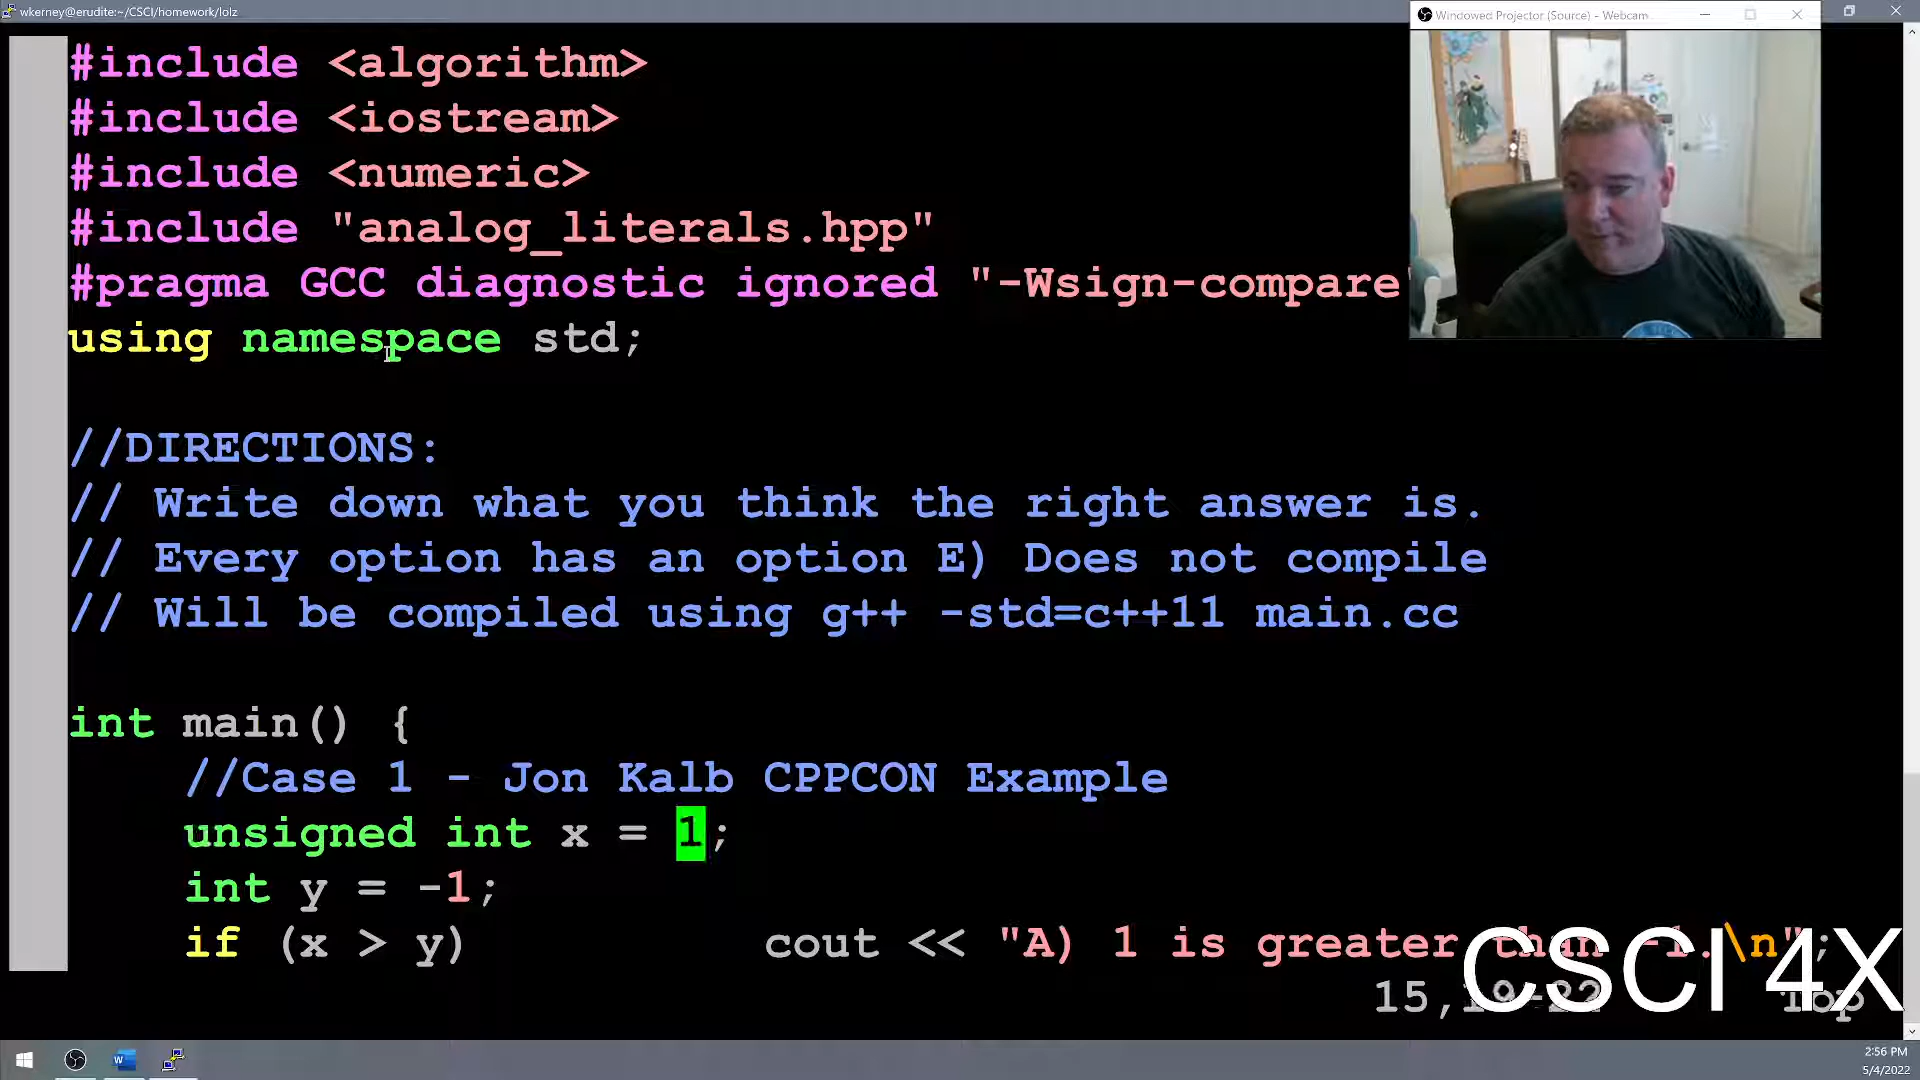 wkerney@erudite:~/CSCI/homework/lolz
Windowed Projector (Source) - Webcam
#include <algorithm>
#include <iostream>
#include <numeric>
#include "analog_literals.hpp"
#pragma GCC diagnostic ignored "-Wsign-compare"
using namespace std;
//DIRECTIONS:
// Write down what you think the right answer is.
// Every option has an option E) Does not compile
// Will be compiled using g++ -std=c++11 main.cc
int main() {
//Case 1 - Jon Kalb CPPCON Example
unsigned int x = 1;
int y = -1;
if (x > y) cout << "A) 1 is greater than -1.\n";
CSCI 4X
Top
2:56 PM
5/4/2022